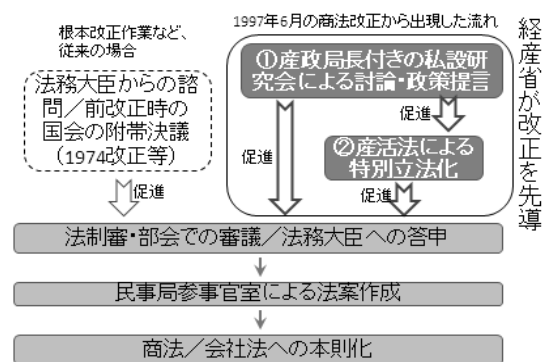 根本改正作業など、
従来の場合
法務大臣からの諮
問／前改正時の
国会の附帯決議
（1974改正等）
促進
1997年6月の商法改正から出現した流れ
①産政局長付きの私設研
究会による討論・政策提言
促進
促進
②産活法による
特別立法化
促進
経産省が改正を先導
法制審・部会での審議／法務大臣への答申
民事局参事官室による法案作成
商法／会社法への本則化